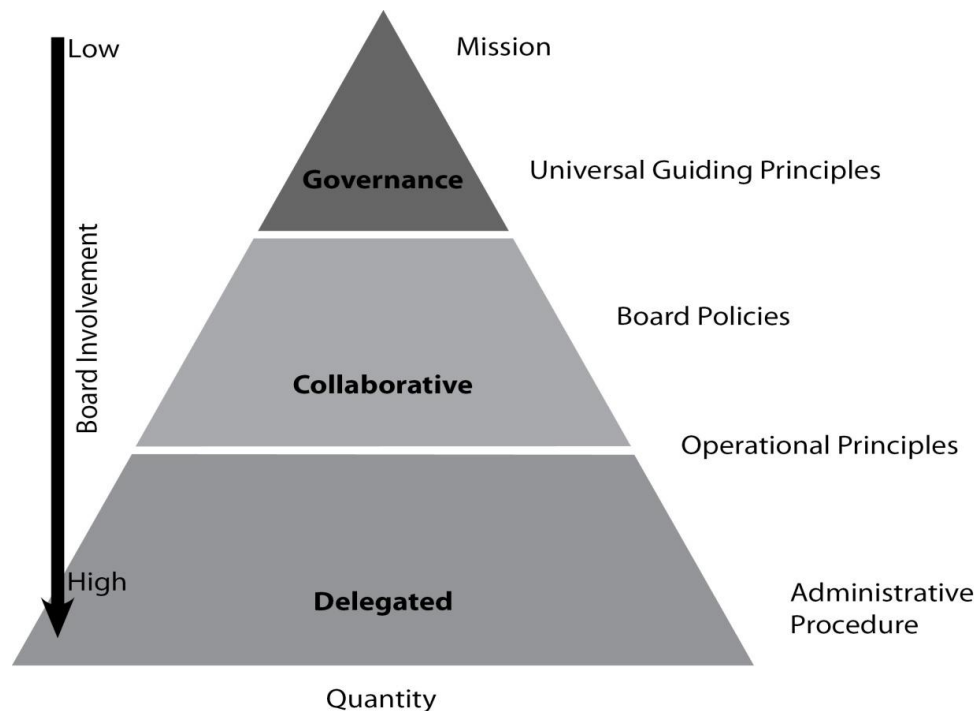 Low
Mission
Governance
Universal Guiding Principles
Board Involvement
Board Policies
Collaborative
Operational Principles
High
Delegated
Administrative
Procedure
Quantity